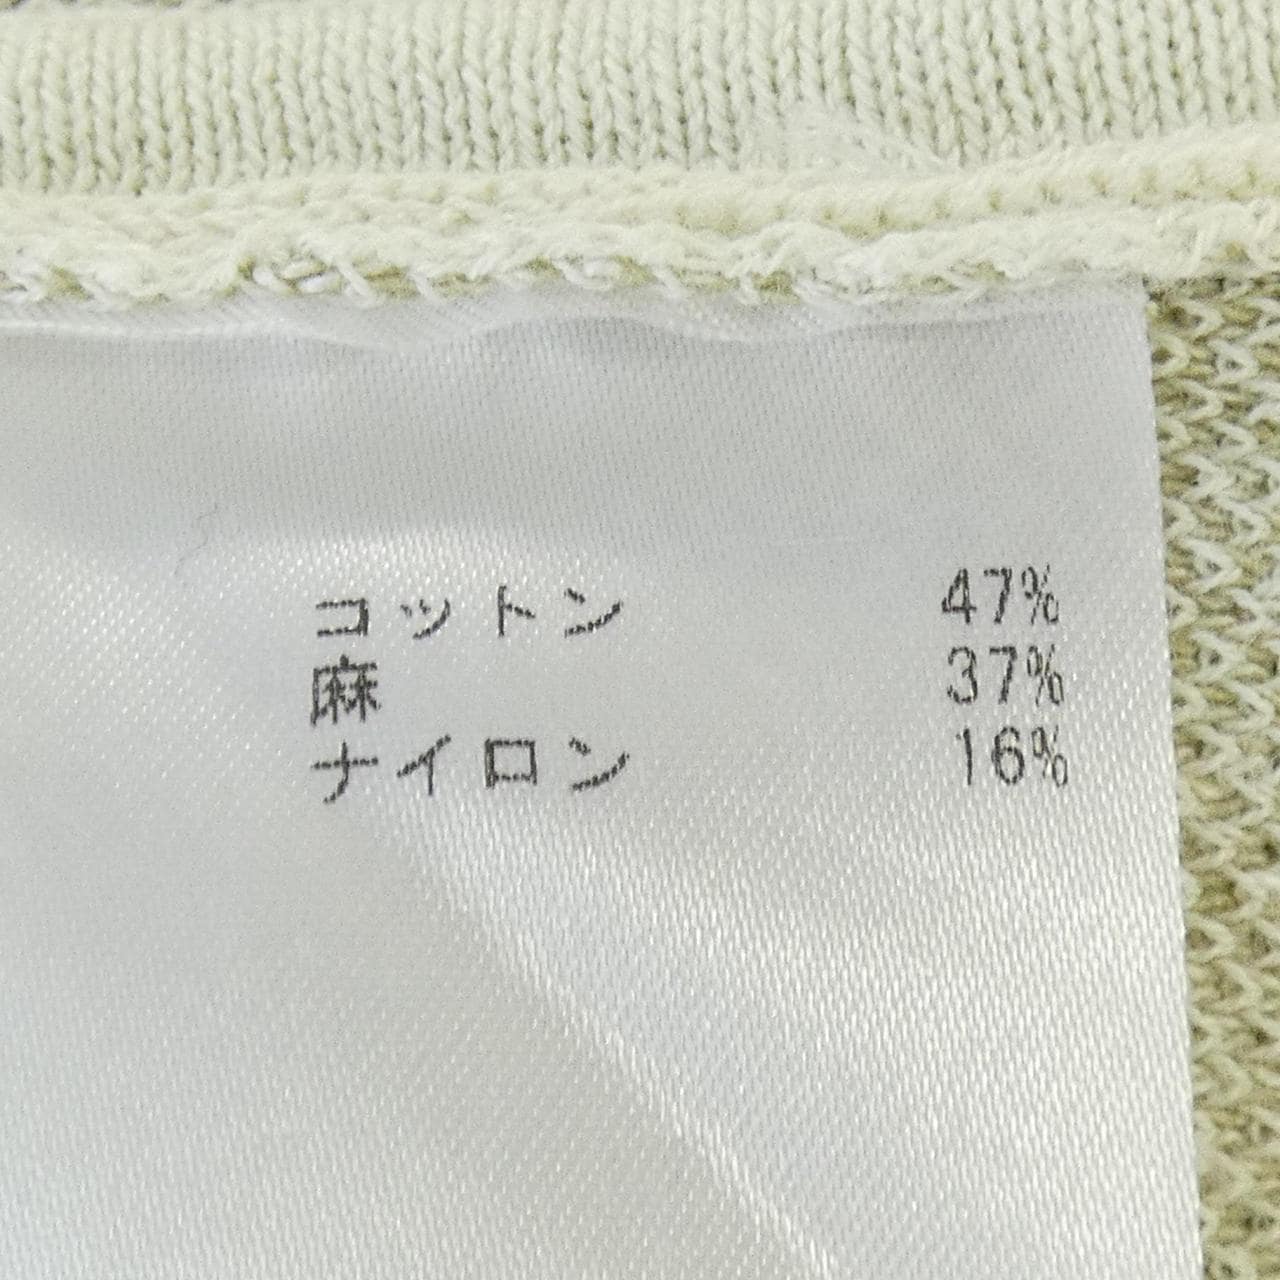 コットン 47%
麻 37%
ナイロン 16%